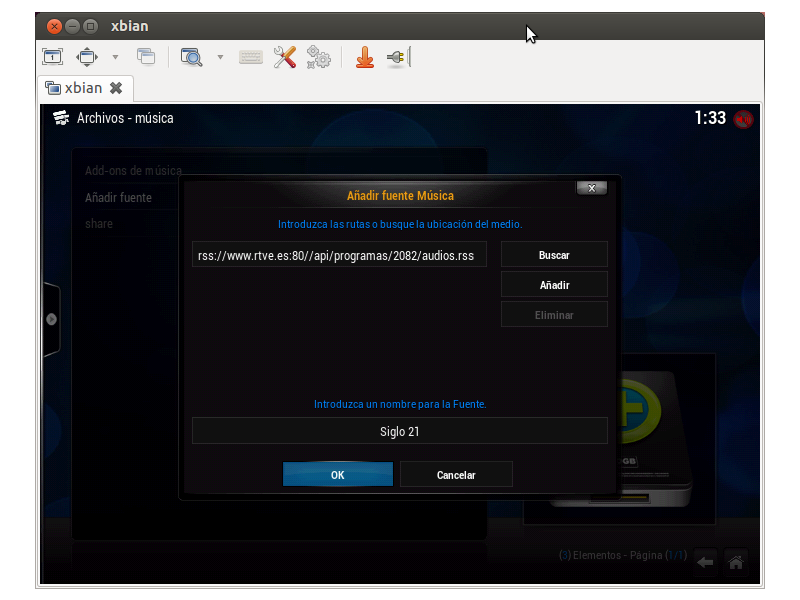 xbian
xbian
Archivos - música
1:33
Add-ons de música
Añadir fuente
share
Añadir fuente Música
x
Introduzca las rutas o busque la ubicación del medio.
rss://www.rtve.es:80//api/programas/2082/audios.rss
Buscar
Añadir
Eliminar
Introduzca un nombre para la Fuente.
Siglo 21
OK
Cancelar
GB
(3) Elementos - Página (1/1)